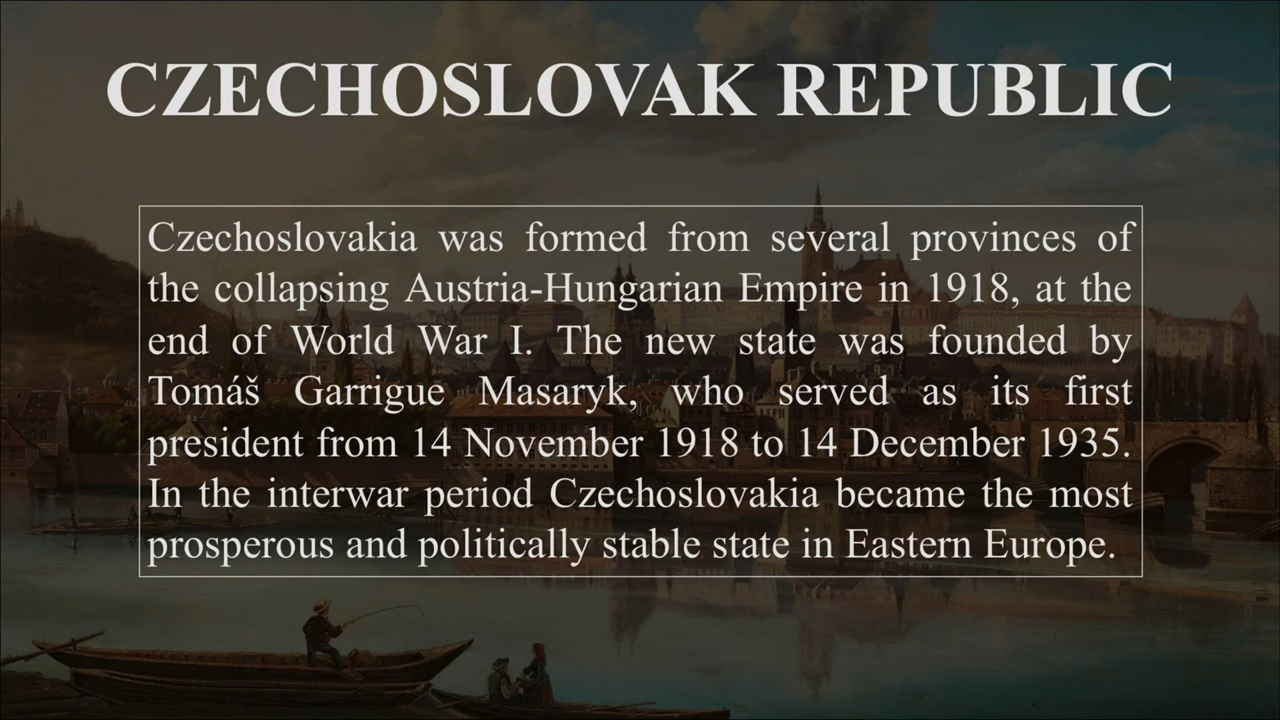 CZECHOSLOVAK REPUBLIC
Czechoslovakia was formed from several provinces of
the collapsing Austria-Hungarian Empire in 1918, at the
end of World War I. The new state was founded by
Tomáš Garrigue Masaryk, who served as its first
president from 14 November 1918 to 14 December 1935.
In the interwar period Czechoslovakia became the most
prosperous and politically stable state in Eastern Europe.